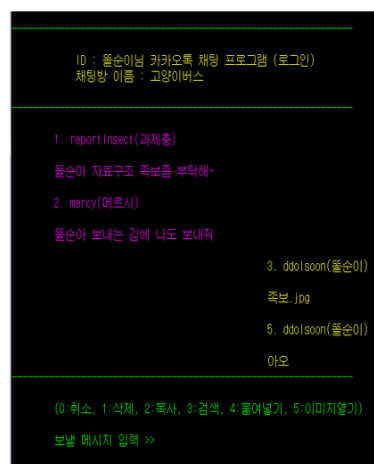 ID : 똘순이님 카카오톡 채팅 프로그램 (로그인)
채팅방 이름 : 고양이버스
1. reportInsect(과제충)
똘순아 자료구조 족보좀 부탁해~
2. mercy(메르시)
똘순아 보내는 김에 나도 보내줘
3. ddolsoon(똘순이)
족보.jpg
5. ddolsoon(똘순이)
아오
(0:취소, 1:삭제, 2:복사, 3:검색, 4:붙여넣기, 5:이미지열기)
보낼 메시지 입력 >>